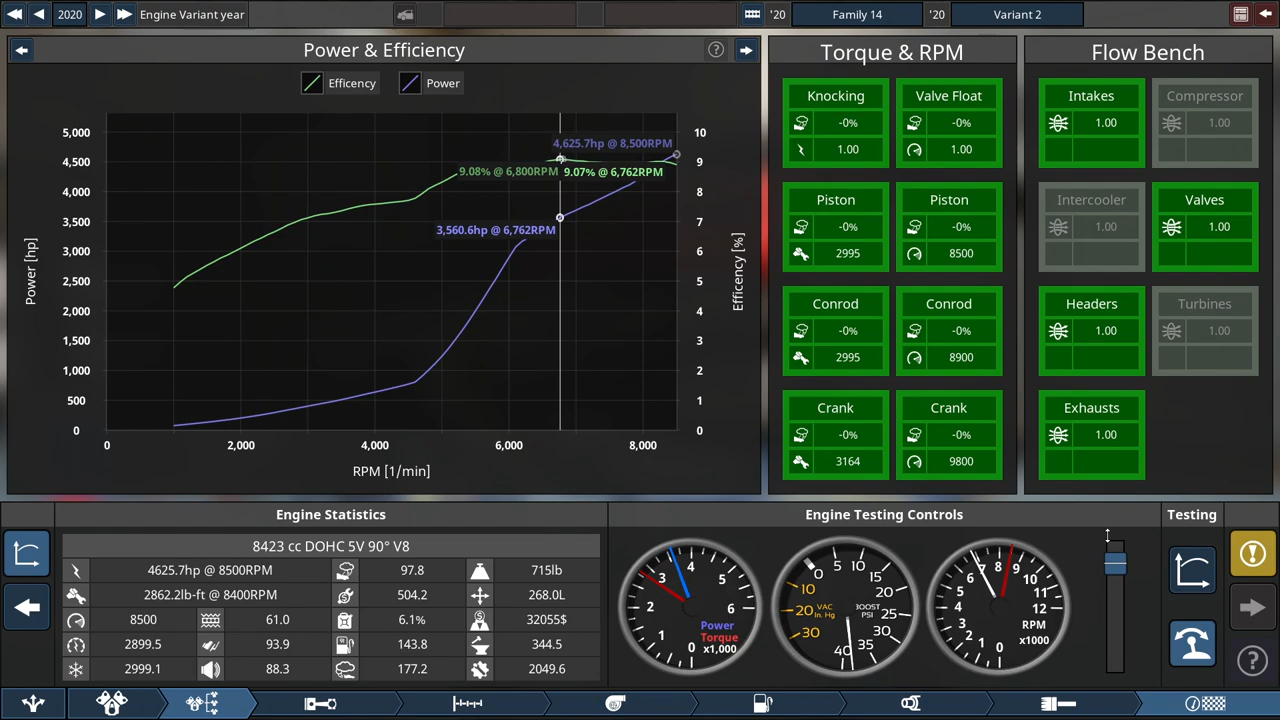 2020
Engine Variant year
'20
Family 14
'20
Variant 2
Power & Efficiency
?
Efficency
Power
5,000
4,500
4,000
3,500
3,000
2,500
2,000
1,500
1,000
500
0
Power [hp]
10
9
8
7
6
5
4
3
2
1
0
Efficency [%]
4,625.7hp @ 8,500RPM
9.08% @ 6,800RPM
9.07% @ 6,762RPM
3,560.6hp @ 6,762RPM
0
2,000
4,000
6,000
8,000
RPM [1/min]
Torque & RPM
Knocking
-0%
1.00
Valve Float
-0%
1.00
Piston
-0%
2995
Piston
-0%
8500
Conrod
-0%
2995
Conrod
-0%
8900
Crank
-0%
3164
Crank
-0%
9800
Flow Bench
Intakes
1.00
Compressor
1.00
Intercooler
1.00
Valves
1.00
Headers
1.00
Turbines
1.00
Exhausts
1.00
Engine Statistics
8423 cc DOHC 5V 90° V8
4625.7hp @ 8500RPM
97.8
715lb
2862.2lb-ft @ 8400RPM
504.2
268.0L
8500
61.0
6.1%
32055$
2899.5
93.9
143.8
344.5
2999.1
88.3
177.2
2049.6
Engine Testing Controls
0
1
2
3
4
5
6
Power
Torque
x1,000
30
20
10
0
5
10
15
20
25
30
35
40
VAC
In. Hg
BOOST
PSI
0
1
2
3
4
5
6
7
8
9
10
11
12
13
RPM
x1000
Testing
?